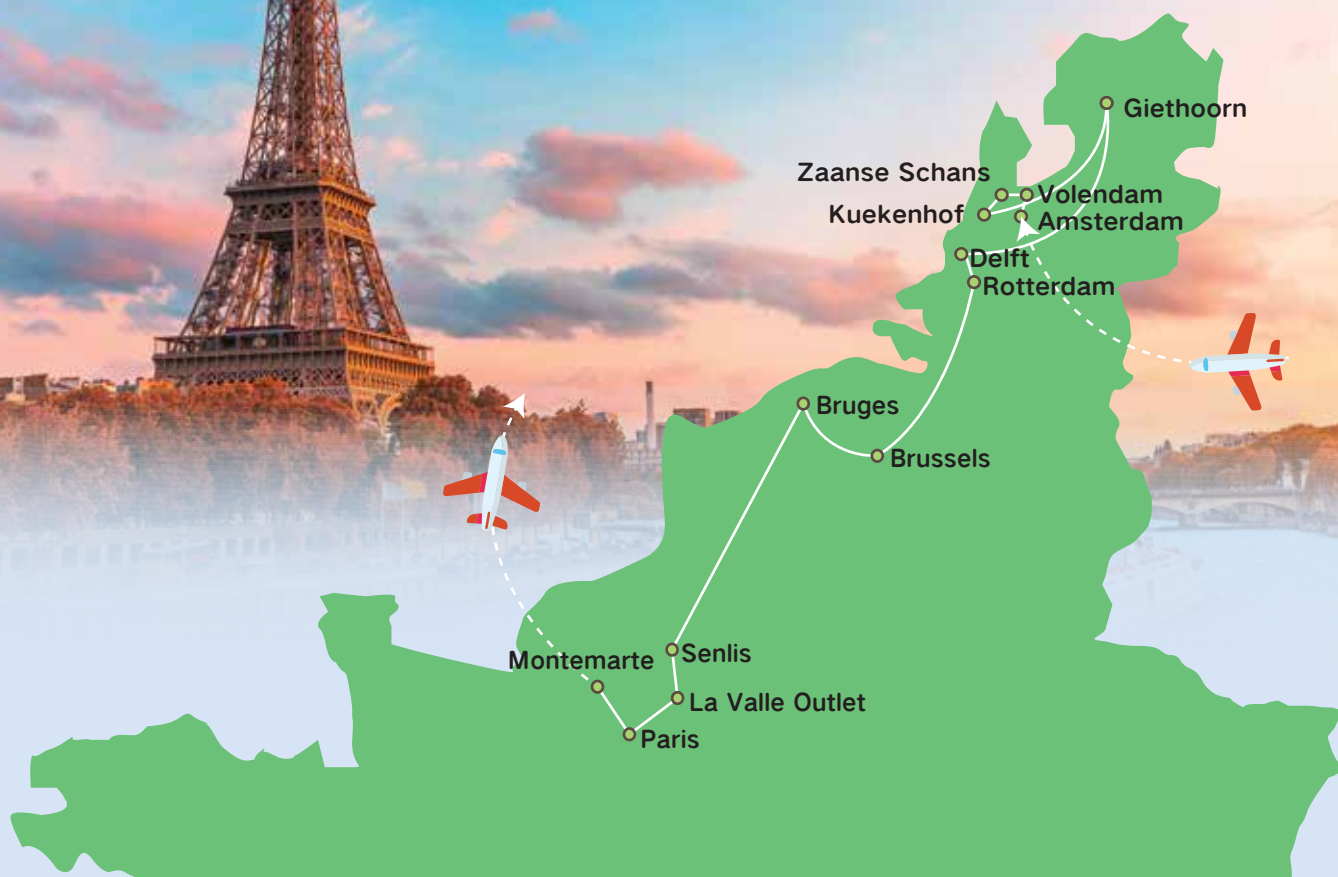 Giethoorn
Zaanse Schans
Volendam
Kuekenhof
Amsterdam
Delft
Rotterdam
Bruges
Brussels
Senlis
Montemarte
La Valle Outlet
Paris